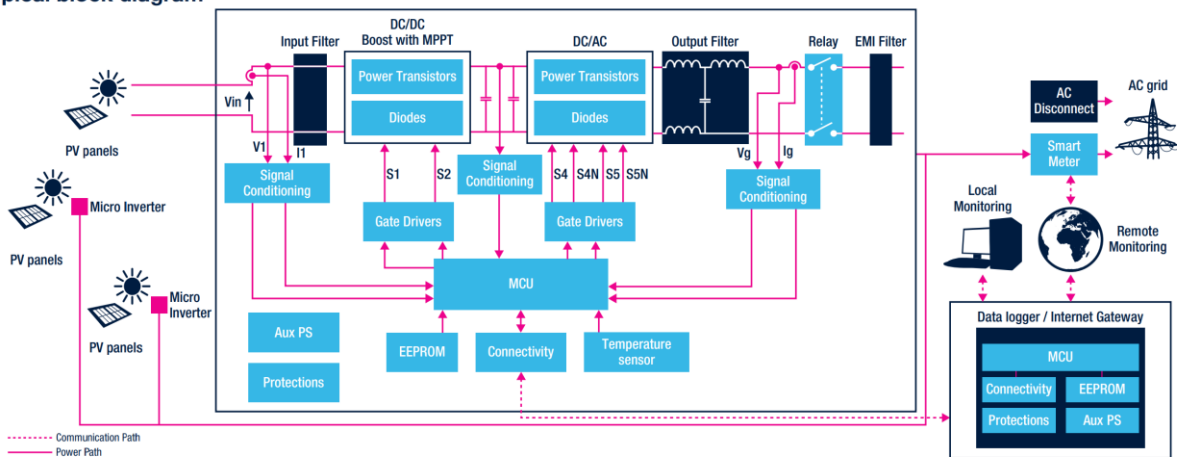 block diagram
DC/DC
Boost with MPPT
Input Filter
DC/AC
Output Filter
Relay
EMI Filter
Power Transistors
Diodes
Power Transistors
Diodes
Vin
PV panels
V1
I1
Signal
Conditioning
S1
S2
Signal
Conditioning
S4
S4N
S5
S5N
Vg
Ig
Signal
Conditioning
Gate Drivers
Gate Drivers
MCU
Micro Inverter
PV panels
Micro
Inverter
PV panels
Aux PS
Protections
EEPROM
Connectivity
Temperature
sensor
AC
Disconnect
AC grid
Smart
Meter
Local
Monitoring
Remote
Monitoring
Data logger / Internet Gateway
MCU
Connectivity
EEPROM
Protections
Aux PS
Communication Path
Power Path